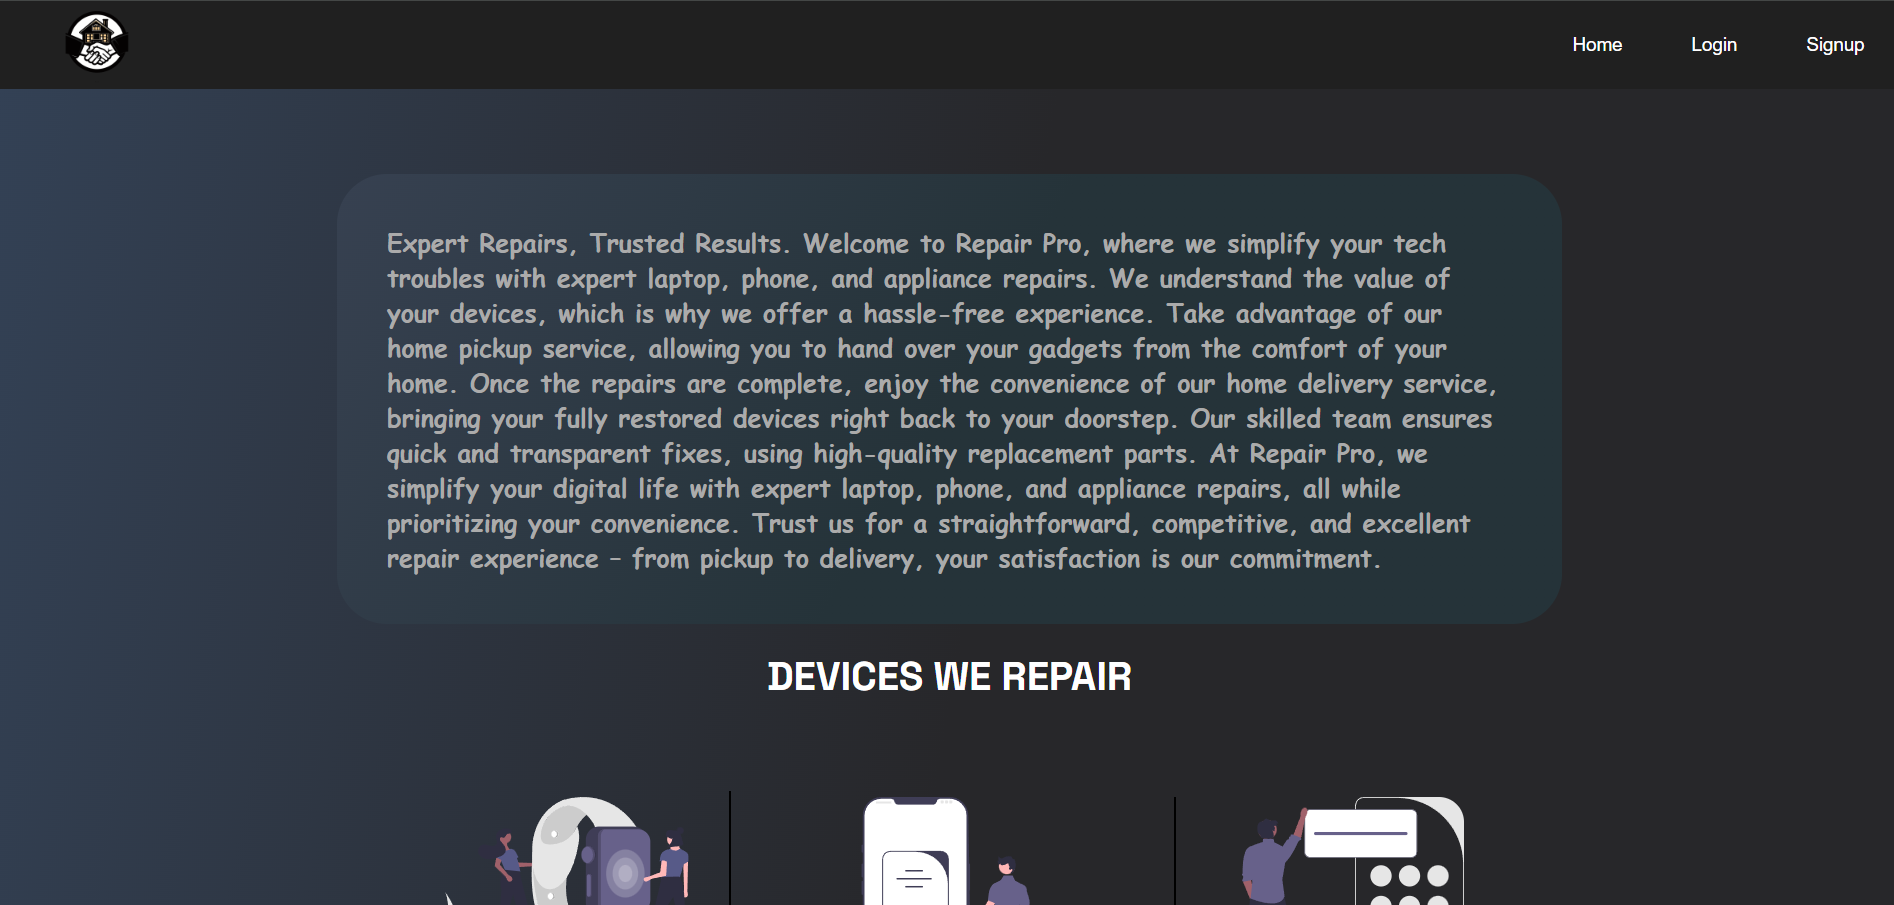 Home Login Signup
Expert Repairs, Trusted Results. Welcome to Repair Pro, where we simplify your tech
troubles with expert laptop, phone, and appliance repairs. We understand the value of
your devices, which is why we offer a hassle-free experience. Take advantage of our
home pickup service, allowing you to hand over your gadgets from the comfort of your
home. Once the repairs are complete, enjoy the convenience of our home delivery service,
bringing your fully restored devices right back to your doorstep. Our skilled team ensures
quick and transparent fixes, using high-quality replacement parts. At Repair Pro, we
simplify your digital life with expert laptop, phone, and appliance repairs, all while
prioritizing your convenience. Trust us for a straightforward, competitive, and excellent
repair experience – from pickup to delivery, your satisfaction is our commitment.
DEVICES WE REPAIR